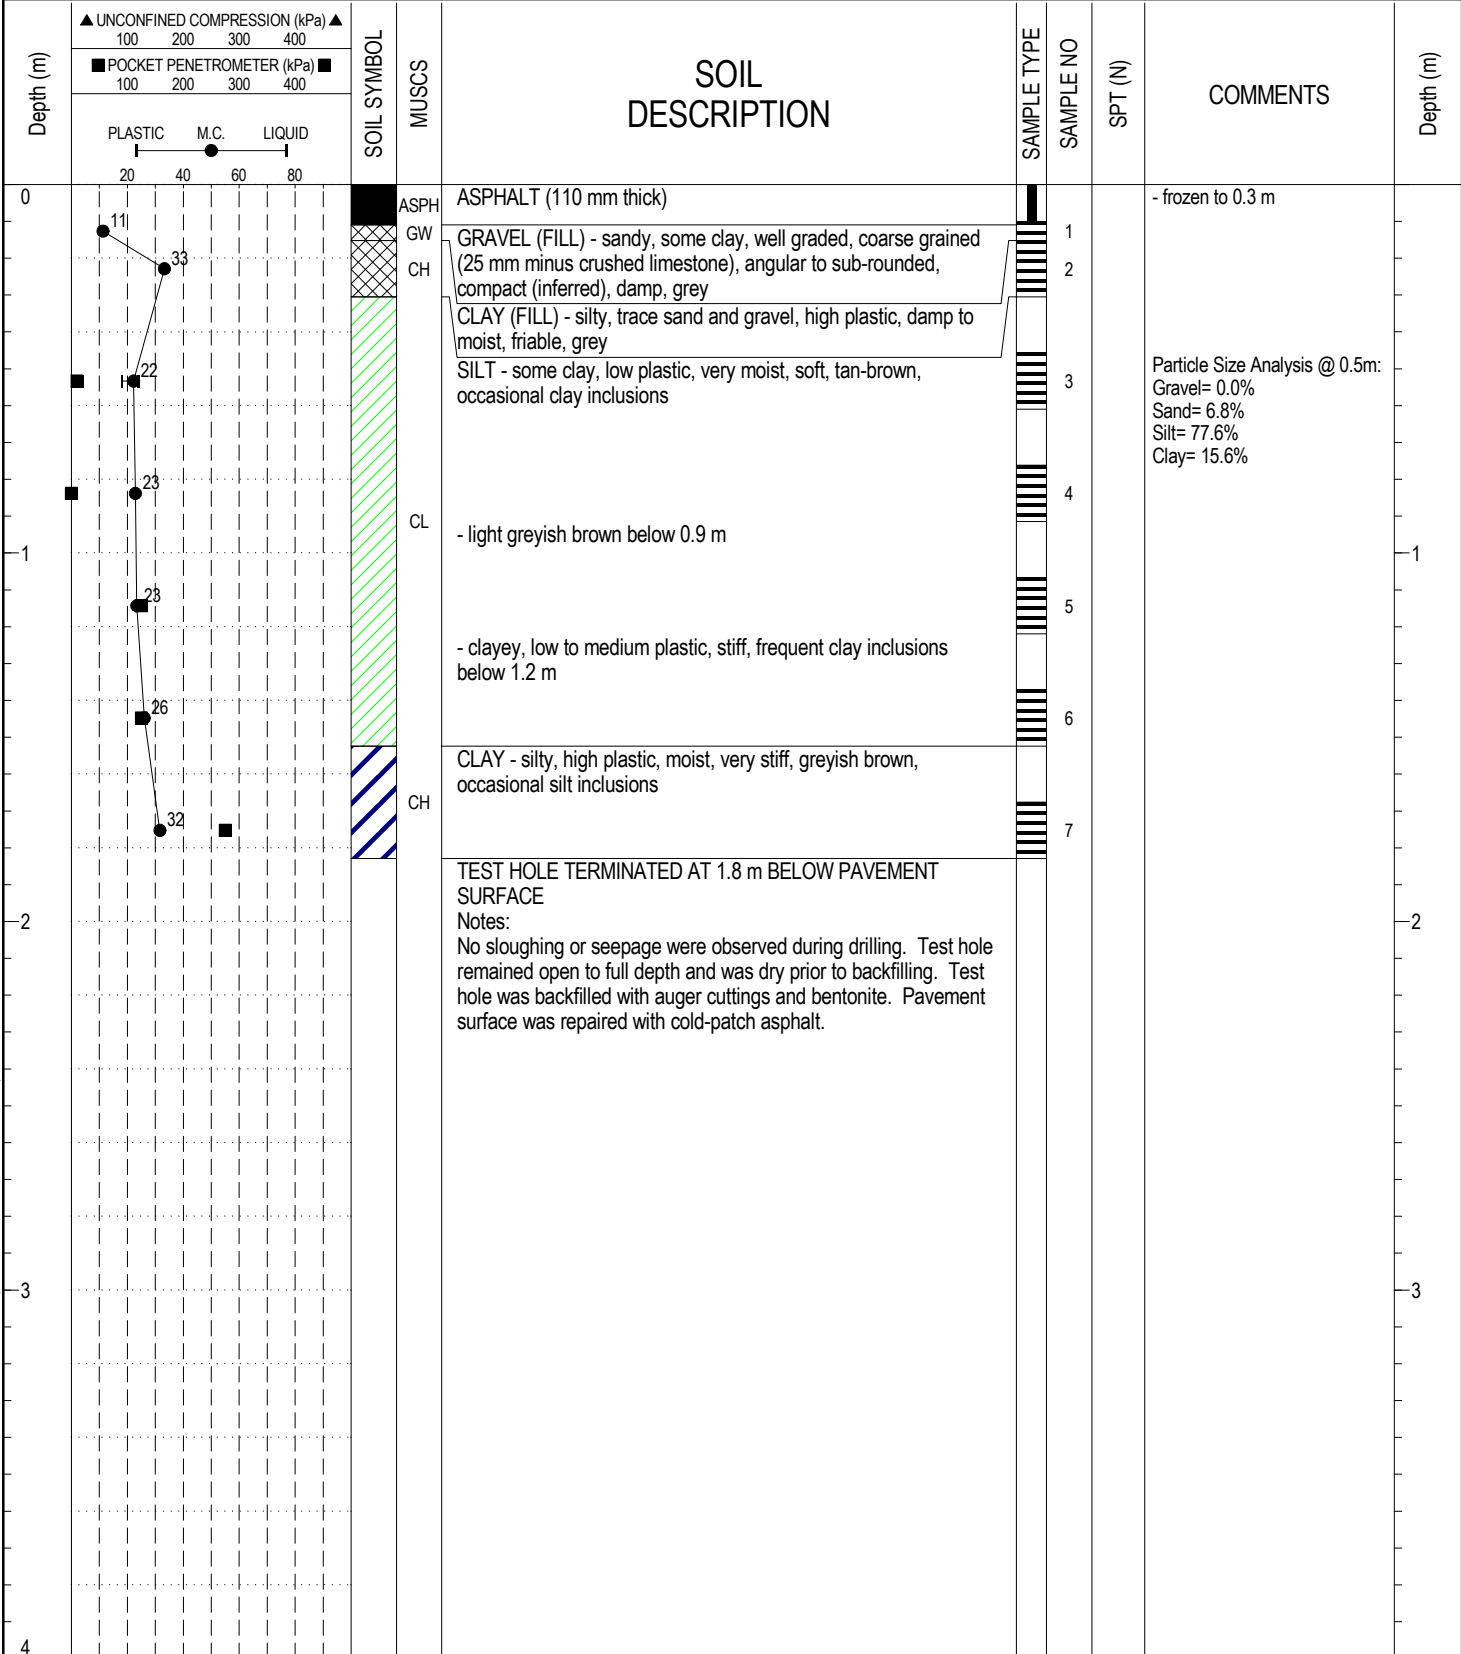 ▲ UNCONFINED COMPRESSION (kPa) ▲
100 200 300 400
■ POCKET PENETROMETER (kPa) ■
100 200 300 400
PLASTIC M.C. LIQUID
20 40 60 80
Depth (m)
SOIL SYMBOL
MUSCS
SOIL
DESCRIPTION
SAMPLE TYPE
SAMPLE NO
SPT (N)
COMMENTS
Depth (m)
0
ASPH
ASPHALT (110 mm thick)
- frozen to 0.3 m
11
GW
GRAVEL (FILL) - sandy, some clay, well graded, coarse grained
(25 mm minus crushed limestone), angular to sub-rounded,
compact (inferred), damp, grey
1
33
CH
2
CLAY (FILL) - silty, trace sand and gravel, high plastic, damp to
moist, friable, grey
22
SILT - some clay, low plastic, very moist, soft, tan-brown,
occasional clay inclusions
3
Particle Size Analysis @ 0.5m:
Gravel= 0.0%
Sand= 6.8%
Silt= 77.6%
Clay= 15.6%
23
4
CL
- light greyish brown below 0.9 m
1
1
23
5
- clayey, low to medium plastic, stiff, frequent clay inclusions
below 1.2 m
26
6
CLAY - silty, high plastic, moist, very stiff, greyish brown,
occasional silt inclusions
CH
32
7
TEST HOLE TERMINATED AT 1.8 m BELOW PAVEMENT
SURFACE
Notes:
No sloughing or seepage were observed during drilling. Test hole
remained open to full depth and was dry prior to backfilling. Test
hole was backfilled with auger cuttings and bentonite. Pavement
surface was repaired with cold-patch asphalt.
2
2
3
3
4